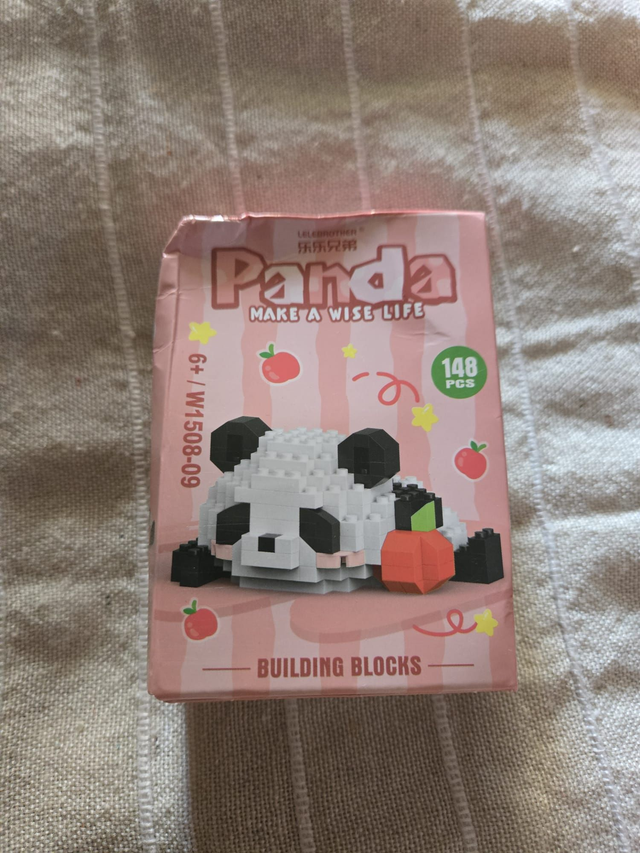 LELEBROTHER
乐乐兄弟
Panda
MAKE A WISE LIFE
148
PCS
6+ / W1508-09
BUILDING BLOCKS